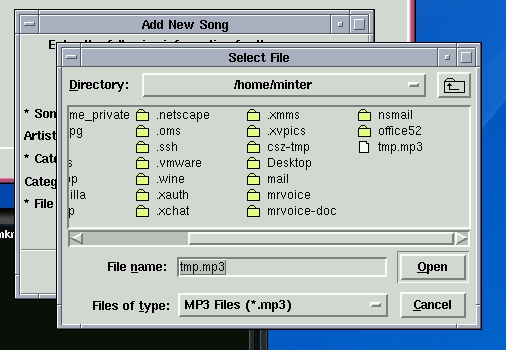 Add New Song
Select File
Directory:
/home/minter
me_private
.netscape
.xmms
nsmail
pg
.oms
.xvpics
office52
.ssh
csz-tmp
tmp.mp3
s
.vmware
Desktop
.wine
mail
illa
.xauth
mrvoice
p
.xchat
mrvoice-doc
* Son
Artist
* Cate
Categ
* File
File name:
tmp.mp3
Open
Files of type:
MP3 Files (*.mp3)
Cancel